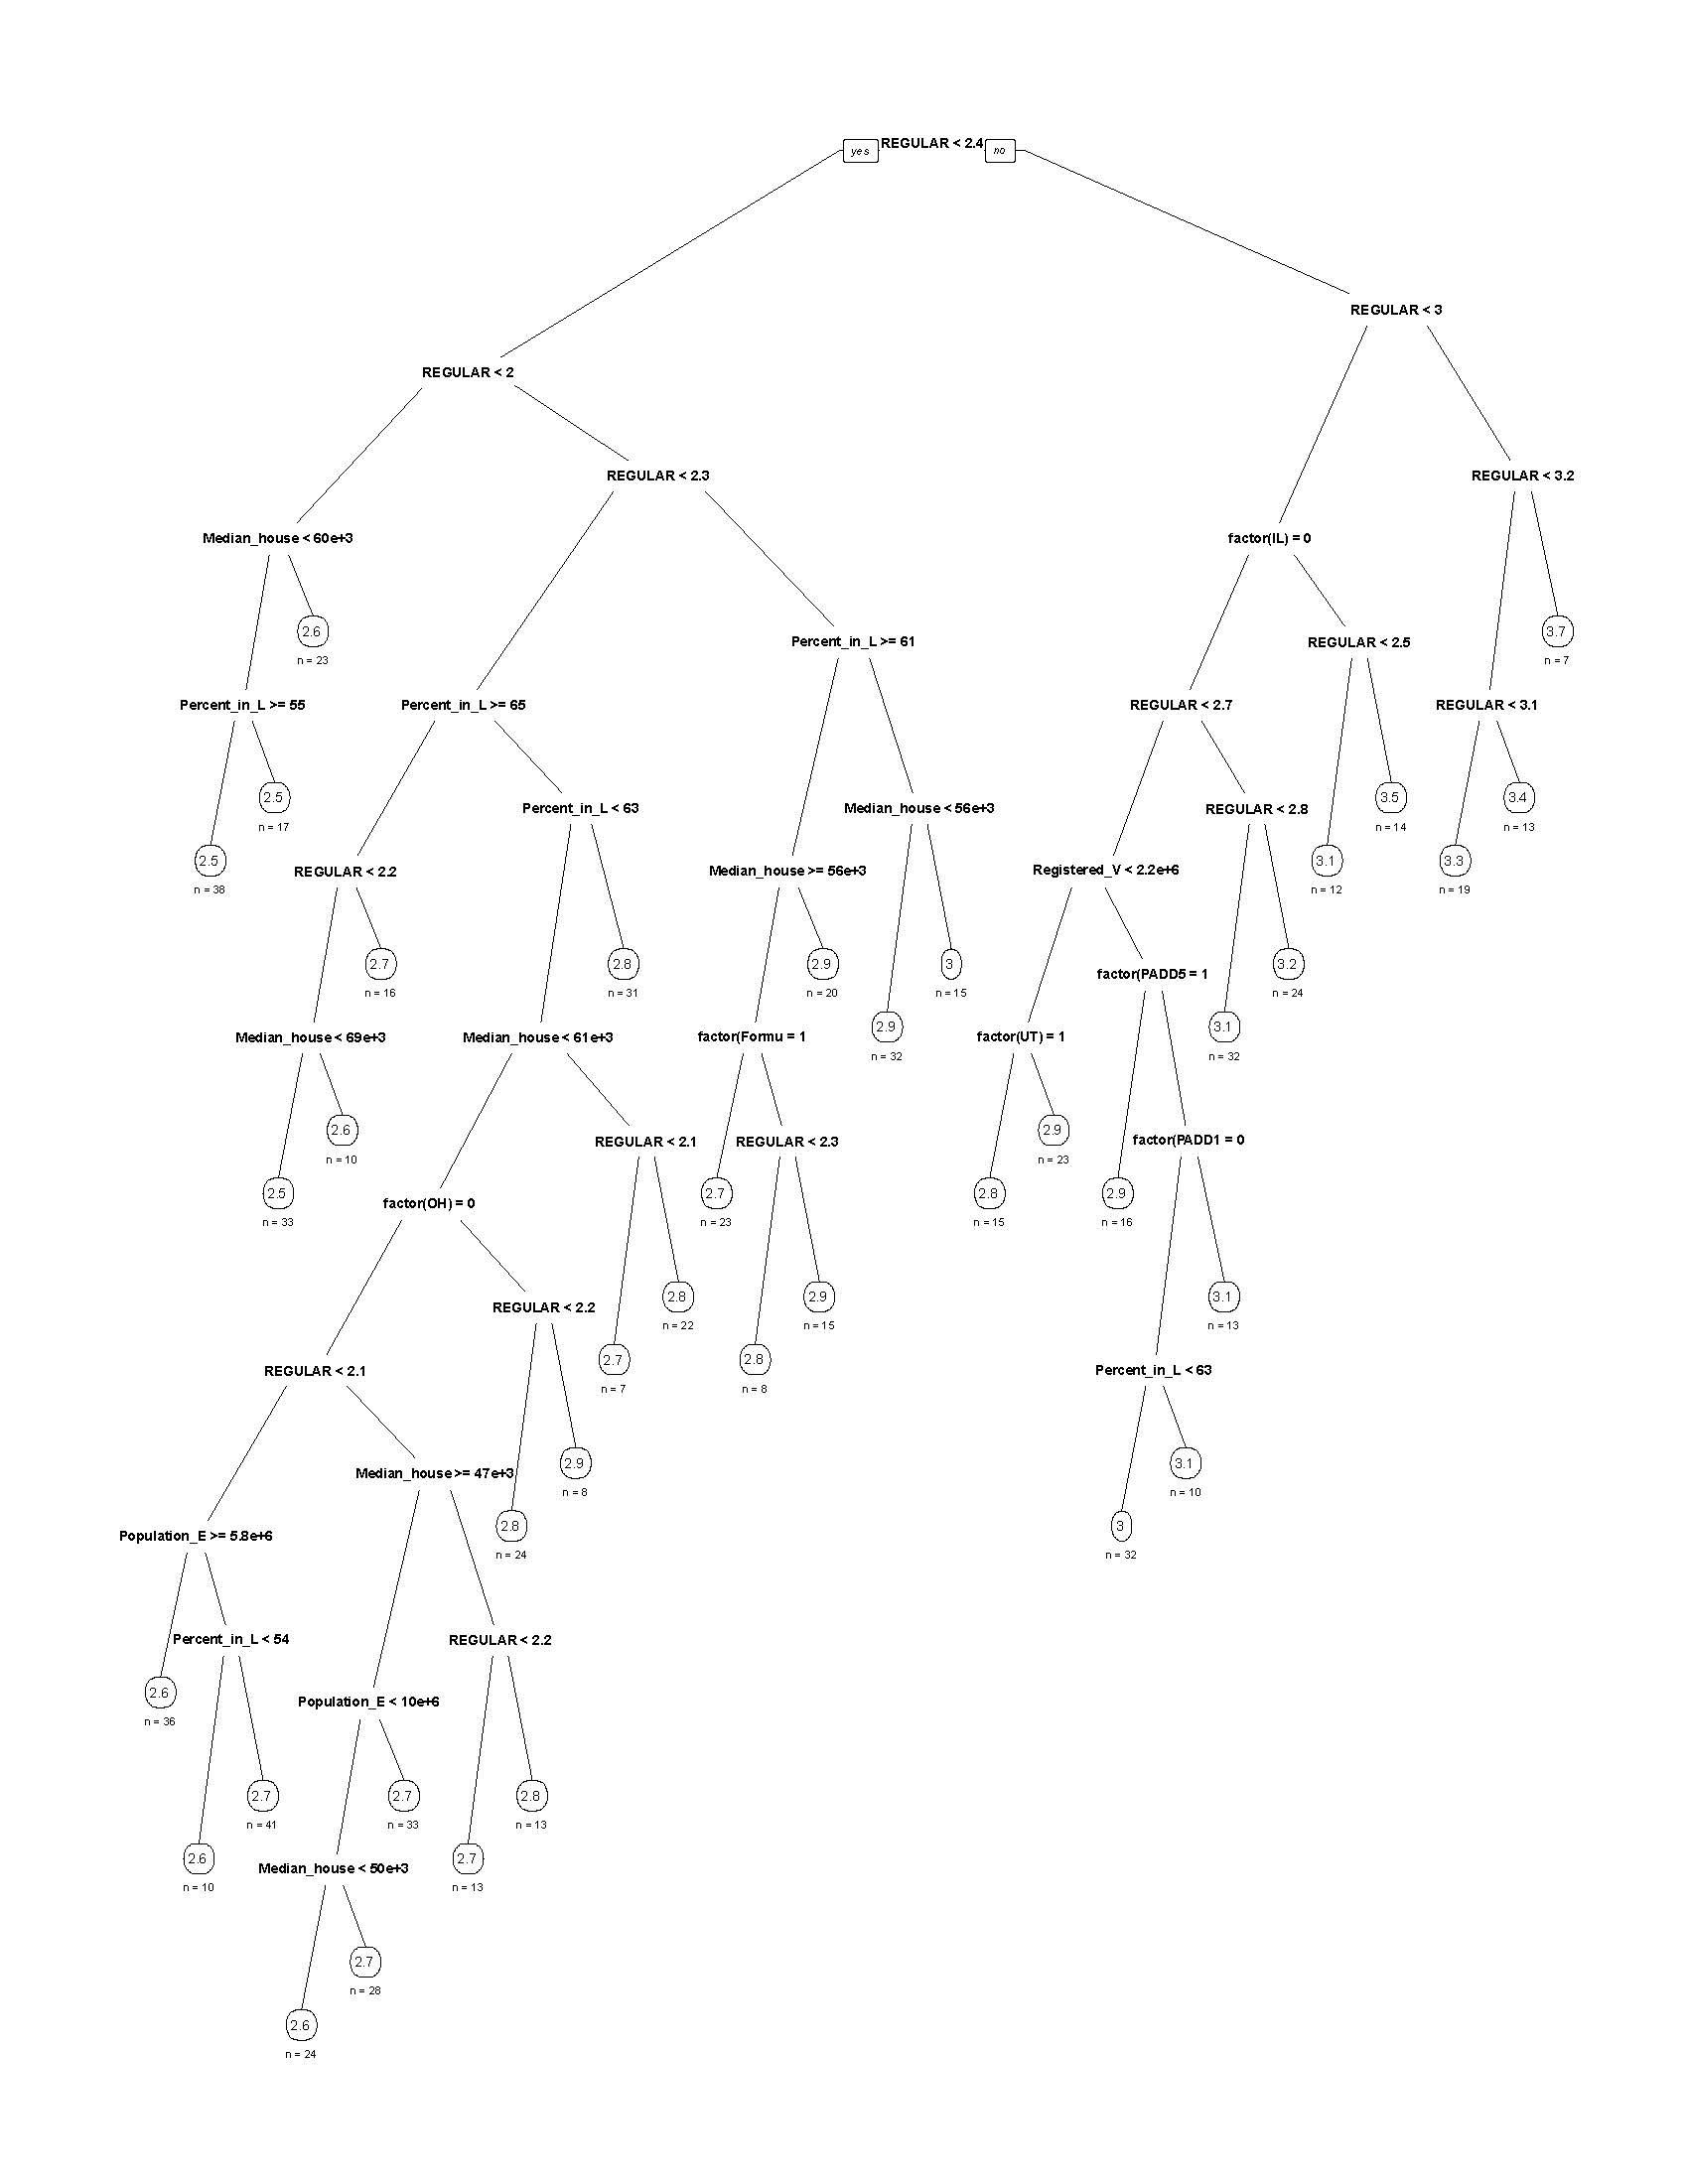 yes REGULAR < 2.4 no
REGULAR < 3
REGULAR < 2
REGULAR < 2.3
REGULAR < 3.2
Median_house < 60e+3
factor(IL) = 0
2.6
n = 23
3.7
n = 7
Percent_in_L >= 61
REGULAR < 2.5
Percent_in_L >= 55
Percent_in_L >= 65
REGULAR < 2.7
REGULAR < 3.1
2.5
n = 17
3.5
n = 14
3.4
n = 13
Percent_in_L < 63
Median_house < 56e+3
REGULAR < 2.8
2.5
n = 38
3.1
n = 12
3.3
n = 19
REGULAR < 2.2
Median_house >= 56e+3
Registered_V < 2.2e+6
2.7
n = 16
2.8
n = 31
2.9
n = 20
3
n = 15
3.2
n = 24
factor(PADD5 = 1
2.9
n = 32
3.1
n = 32
Median_house < 69e+3
Median_house < 61e+3
factor(Formu = 1
factor(UT) = 1
2.6
n = 10
2.9
n = 23
REGULAR < 2.1
REGULAR < 2.3
factor(PADD1 = 0
2.5
n = 33
2.7
n = 23
2.8
n = 15
2.9
n = 16
factor(OH) = 0
2.8
n = 22
2.9
n = 15
3.1
n = 13
REGULAR < 2.2
2.7
n = 7
2.8
n = 8
REGULAR < 2.1
Percent_in_L < 63
2.9
n = 8
3.1
n = 10
Median_house >= 47e+3
2.8
n = 24
3
n = 32
Population_E >= 5.8e+6
Percent_in_L < 54
REGULAR < 2.2
2.6
n = 36
Population_E < 10e+6
2.7
n = 41
2.7
n = 33
2.8
n = 13
2.6
n = 10
Median_house < 50e+3
2.7
n = 13
2.7
n = 28
2.6
n = 24